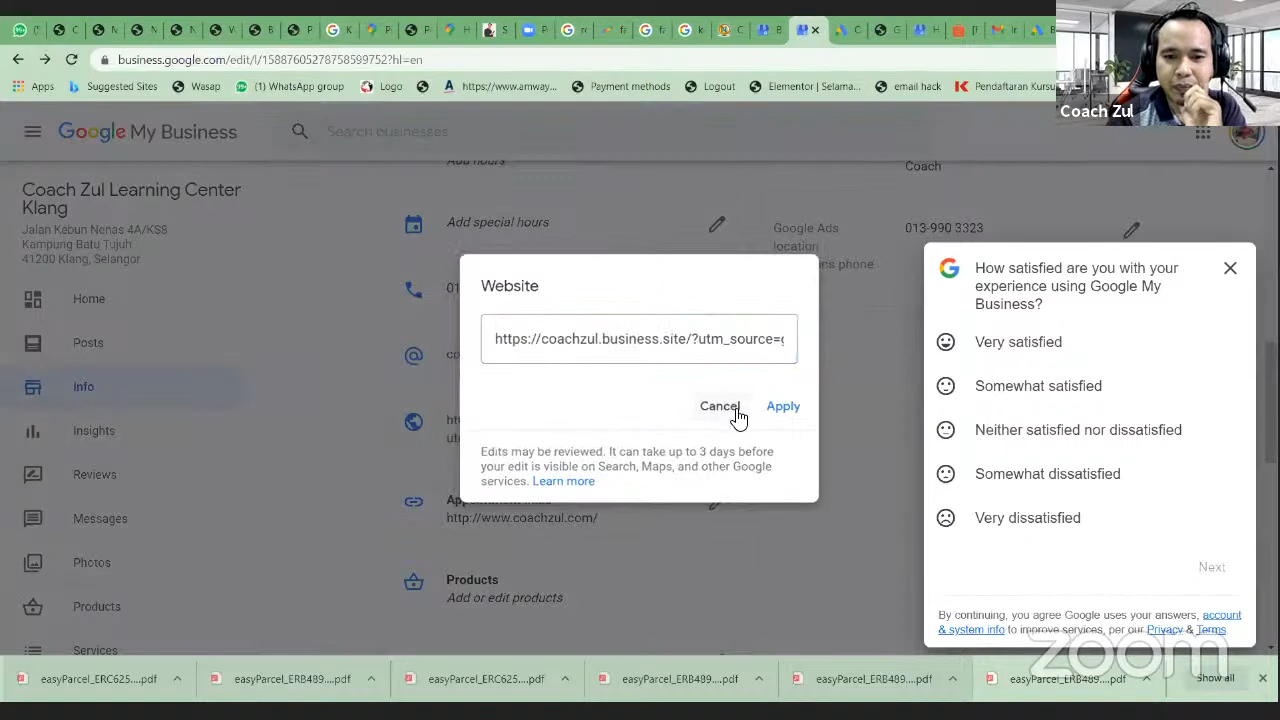 business.google.com/edit/l/15887605278758599752?hl=en
Apps
Suggested Sites
Wasap
(1) WhatsApp group
Logo
https://www.amway...
Payment methods
Logout
Elementor | Selama...
email hack
Pendaftaran Kursu
Coach Zul
Google My Business
Search businesses
Coach Zul Learning Center
Klang
Jalan Kebun Nenas 4A/KS8
Kampung Batu Tujuh
41200 Klang, Selangor
Home
Posts
Info
Insights
Reviews
Messages
Photos
Products
Services
Add hours
Add special hours
Coach
Google Ads
location
phone
013-990 3323
Website
https://coachzul.business.site/?utm_source=g
Cancel
Apply
Edits may be reviewed. It can take up to 3 days before
your edit is visible on Search, Maps, and other Google
services. Learn more
http://www.coachzul.com/
Products
Add or edit products
How satisfied are you with your
experience using Google My
Business?
Very satisfied
Somewhat satisfied
Neither satisfied nor dissatisfied
Somewhat dissatisfied
Very dissatisfied
Next
By continuing, you agree Google uses your answers, account
& system info to improve services, per our Privacy & Terms.
zoom
easyParcel_ERC625....pdf
easyParcel_ERB489....pdf
easyParcel_ERC625....pdf
easyParcel_ERB489....pdf
easyParcel_ERB489....pdf
easyParcel_ERB489....pdf
Show all